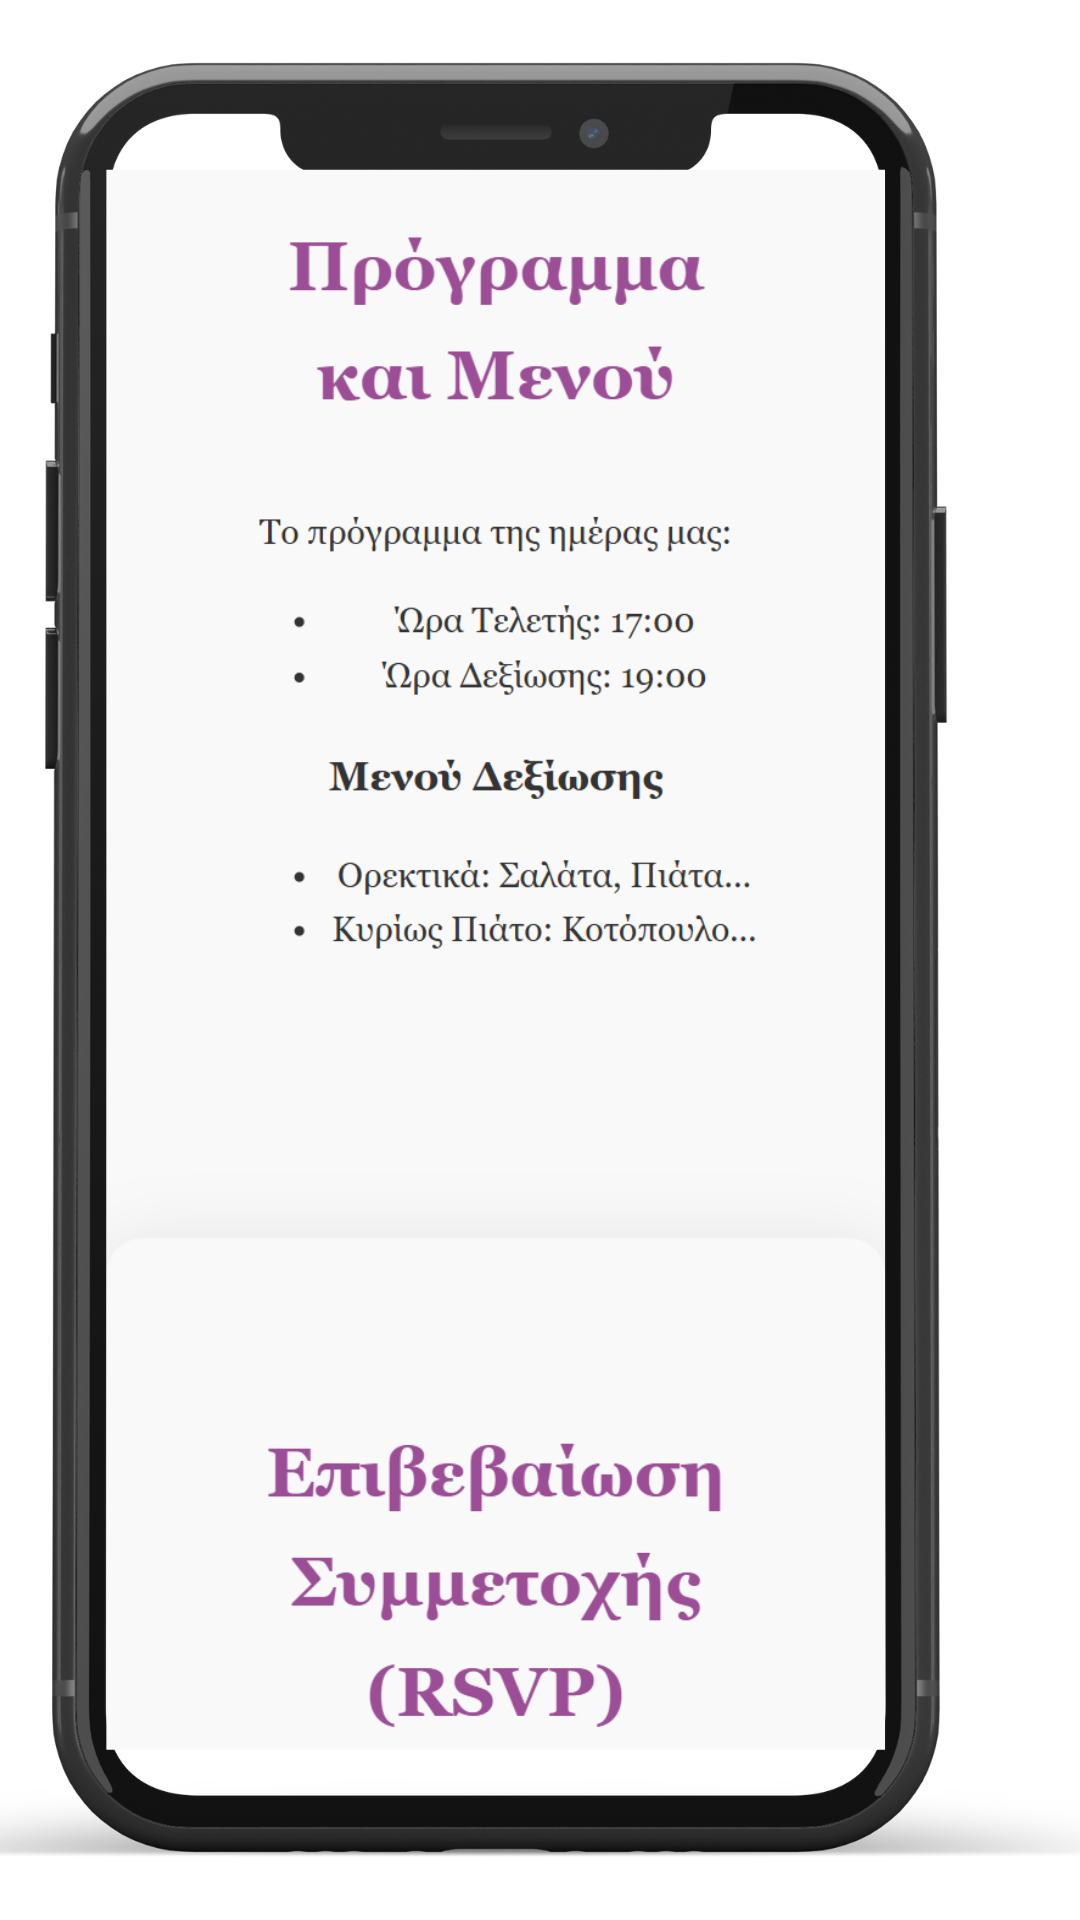 Πρόγραμμα
και Μενού
Το πρόγραμμα της ημέρας μας:
• Ώρα Τελετής: 17:00
• Ώρα Δεξίωσης: 19:00
Μενού Δεξίωσης
• Ορεκτικά: Σαλάτα, Πιάτα...
• Κυρίως Πιάτο: Κοτόπουλο...
Επιβεβαίωση
Συμμετοχής
(RSVP)